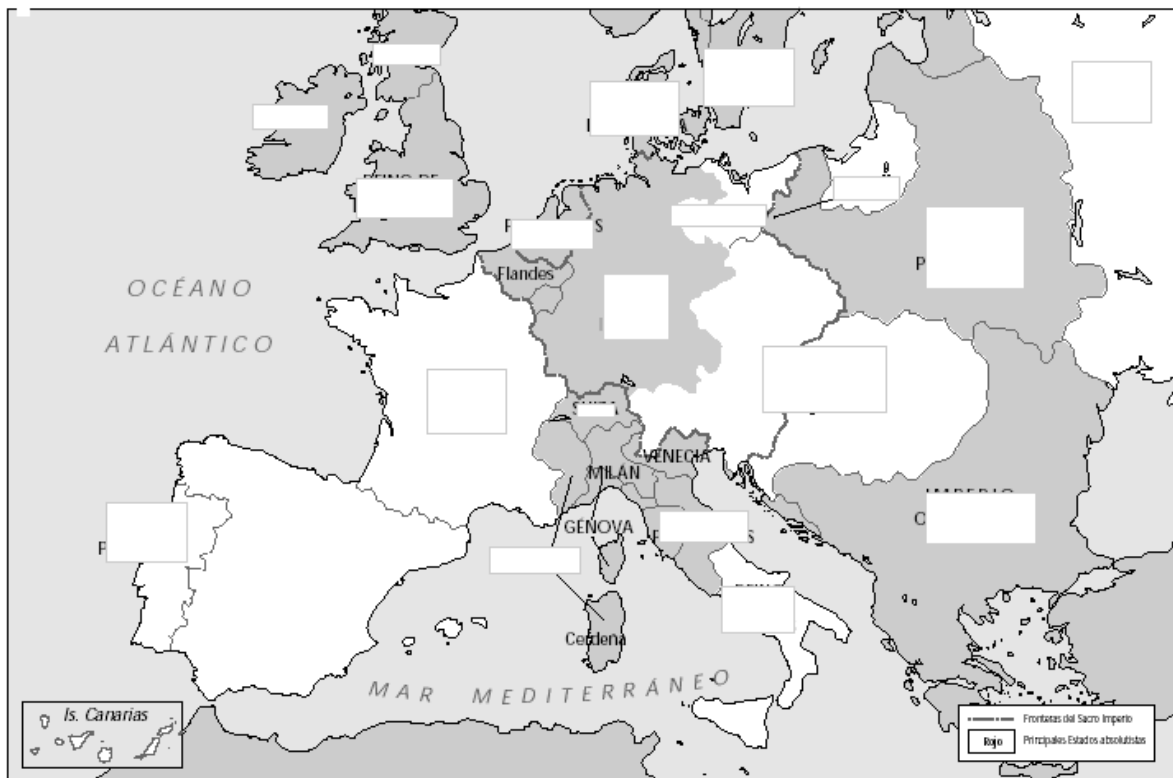 Flandes
OCÉANO
ATLÁNTICO
VENECIA
MILÁN
GÉNOVA
Cerdeña
MAR MEDITERRÁNEO
Is. Canarias
Fronteras del Sacro Imperio
Rojo Principales Estados absolutistas